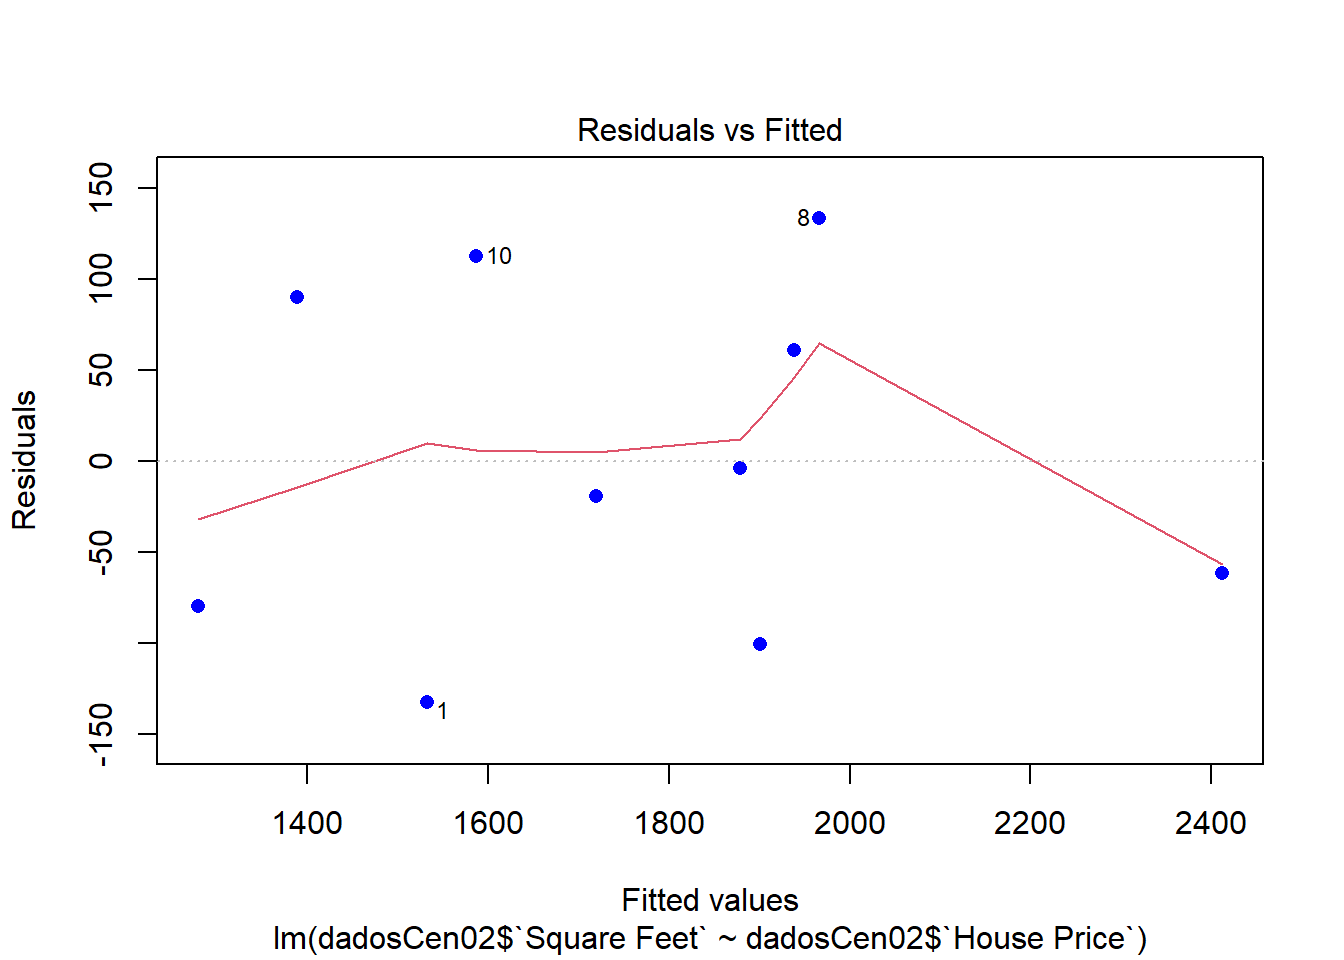 Residuals vs Fitted
150
100
50
0
-50
-150
Residuals
8
10
1
1400 1600 1800 2000 2200 2400
Fitted values
lm(dadosCen02$`Square Feet` ~ dadosCen02$`House Price`)